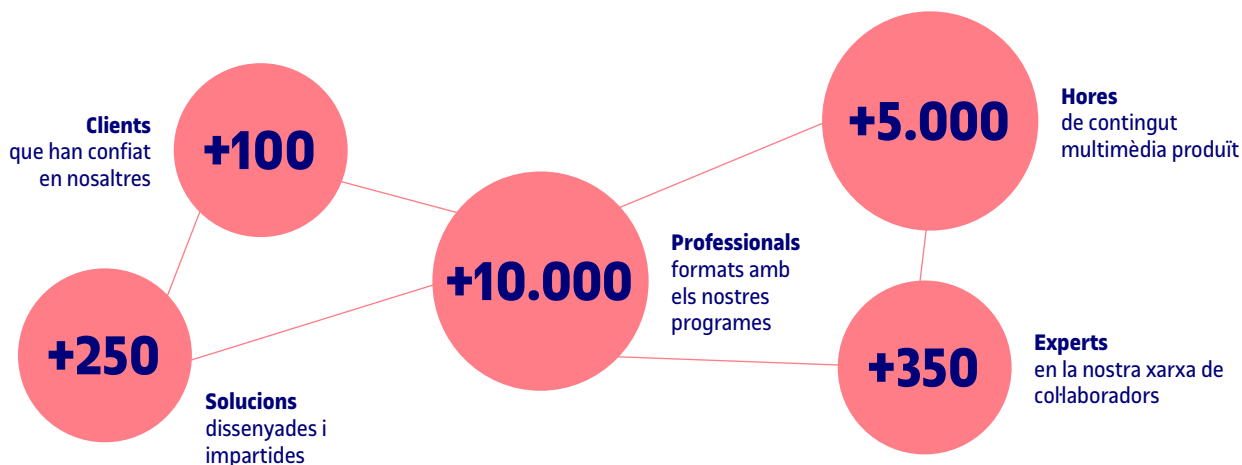 Clients
que han confiat
en nosaltres
+100
+250
Solucions
dissenyades i
impartides
+10.000
Professionals
formats amb
els nostres
programes
+5.000
Hores
de contingut
multimèdia produït
+350
Experts
en la nostra xarxa de
col·laboradors